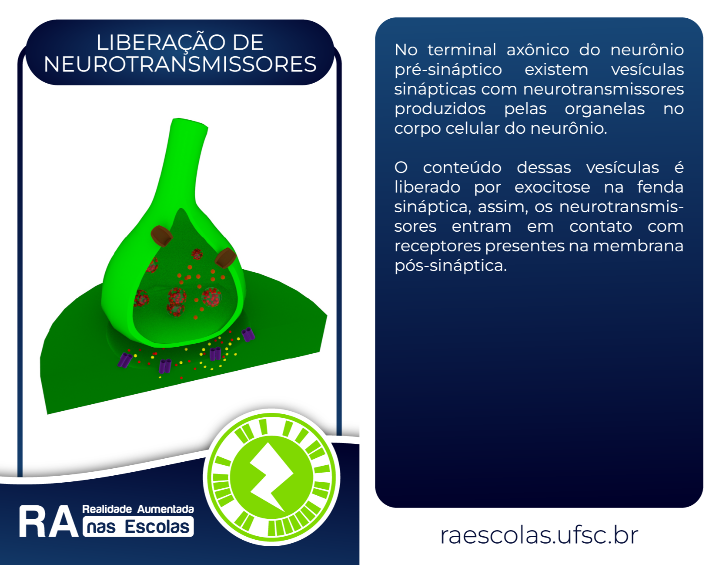 LIBERAÇÃO DE
NEUROTRANSMISSORES
RA
Realidade Aumentada
nas Escolas
No terminal axônico do neurônio
pré-sináptico existem vesículas
sinápticas com neurotransmissores
produzidos pelas organelas no
corpo celular do neurônio.
O conteúdo dessas vesículas é
liberado por exocitose na fenda
sináptica, assim, os neurotransmis-
sores entram em contato com
receptores presentes na membrana
pós-sináptica.
raescolas.ufsc.br